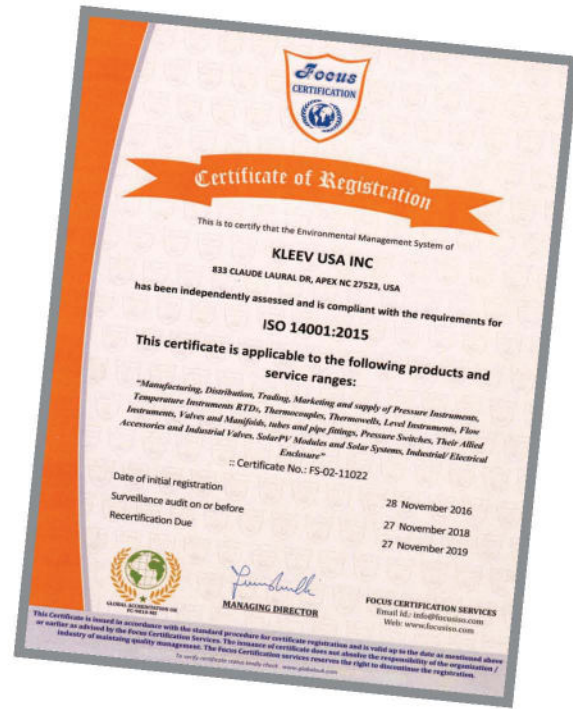 Focus
CERTIFICATION
Certificate of Registration
This is to certify that the Environmental Management System of
KLEEV USA INC
833 CLAUDE LAURAL DR, APEX NC 27523, USA
has been independently assessed and is compliant with the requirements for
ISO 14001:2015
This certificate is applicable to the following products and
service ranges:
"Manufacturing, Distribution, Trading, Marketing and supply of Pressure Instruments,
Temperature Instruments RTDs, Thermocouples, Thermowells, Level Instruments, Flow
Instruments, Valves and Manifolds, tubes and pipe fittings, Pressure Switches, Their Allied
Accessories and Industrial Valves, SolarPV Modules and Solar Systems, Industrial/ Electrical
Enclosure"
:: Certificate No.: FS-02-11022
Date of initial registration 28 November 2016
Surveillance audit on or before 27 November 2018
Recertification Due 27 November 2019
MANAGING DIRECTOR
FOCUS CERTIFICATION SERVICES
Email id.: info@focusiso.com
Web: www.focusiso.com
GLOBAL ACCREDITATION OR
This Certificate is issued in accordance with the standard procedure for certificate registration and is valid up to the date as mentioned above
or earlier as advised by the Focus Certification Services. The issuance of certificate does not absolve the responsibility of the organization /
industry of maintaing quality management. The Focus Certification services reserves the right to discontinue the registration.
To verify certificate status kindly check